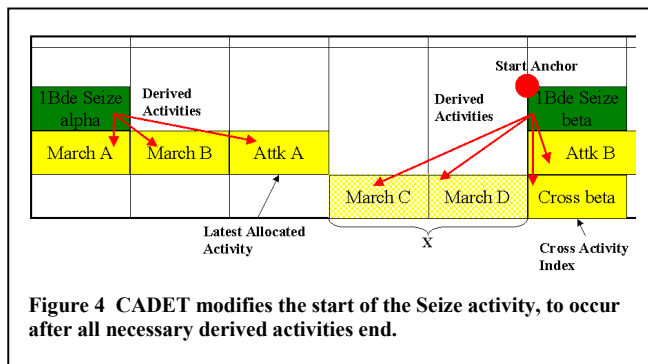 Start Anchor
1Bde Seize
alpha
Derived
Activities
Derived
Activities
1Bde Seize
beta
March A
March B
Attk A
Attk B
March C
March D
Cross beta
Latest Allocated
Activity
x
Cross Activity
Index
Figure 4 CADET modifies the start of the Seize activity, to occur
after all necessary derived activities end.